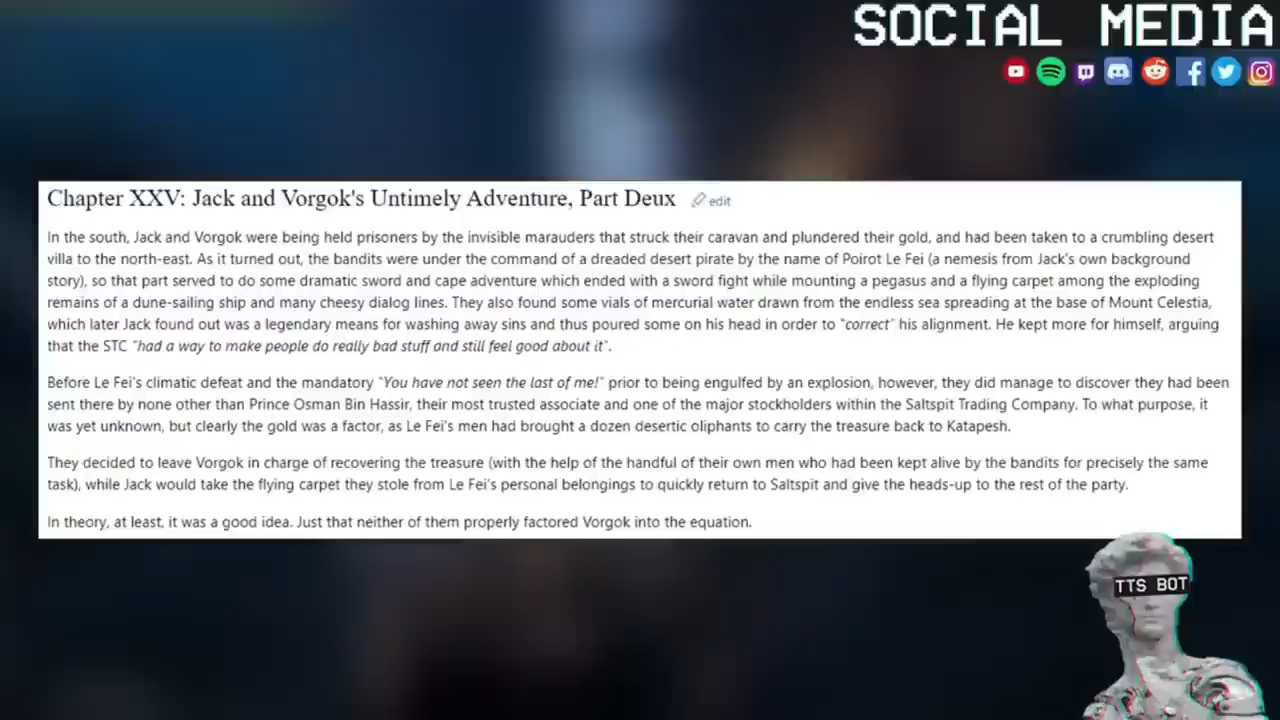 SOCIAL MEDIA
Chapter XXV: Jack and Vorgok's Untimely Adventure, Part Deux edit
In the south, Jack and Vorgok were being held prisoners by the invisible marauders that struck their caravan and plundered their gold, and had been taken to a crumbling desert
villa to the north-east. As it turned out, the bandits were under the command of a dreaded desert pirate by the name of Poirot Le Fei (a nemesis from Jack's own background
story), so that part served to do some dramatic sword and cape adventure which ended with a sword fight while mounting a pegasus and a flying carpet among the exploding
remains of a dune-sailing ship and many cheesy dialog lines. They also found some vials of mercurial water drawn from the endless sea spreading at the base of Mount Celestia,
which later Jack found out was a legendary means for washing away sins and thus poured some on his head in order to "correct" his alignment. He kept more for himself, arguing
that the STC "had a way to make people do really bad stuff and still feel good about it".
Before Le Fei's climatic defeat and the mandatory "You have not seen the last of me!" prior to being engulfed by an explosion, however, they did manage to discover they had been
sent there by none other than Prince Osman Bin Hassir, their most trusted associate and one of the major stockholders within the Saltspit Trading Company. To what purpose, it
was yet unknown, but clearly the gold was a factor, as Le Fei's men had brought a dozen desertic oliphants to carry the treasure back to Katapesh.
They decided to leave Vorgok in charge of recovering the treasure (with the help of the handful of their own men who had been kept alive by the bandits for precisely the same
task), while Jack would take the flying carpet they stole from Le Fei's personal belongings to quickly return to Saltspit and give the heads-up to the rest of the party.
In theory, at least, it was a good idea. Just that neither of them properly factored Vorgok into the equation.
TTS BOT